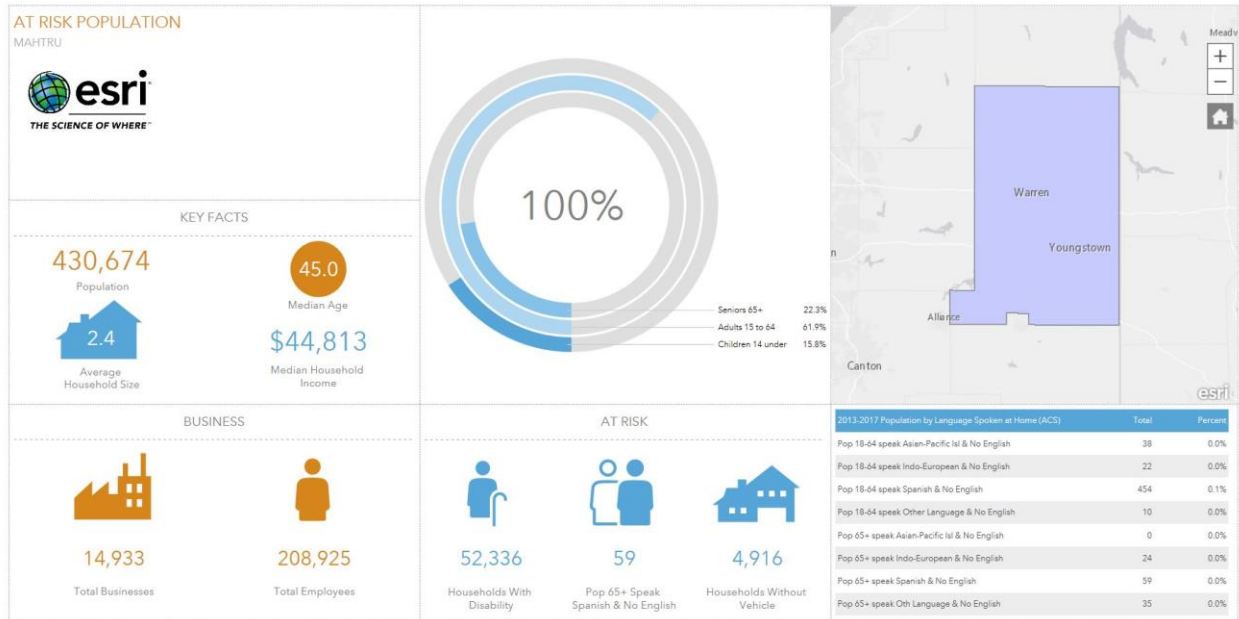 AT RISK POPULATION
MAHTRU
esri
THE SCIENCE OF WHERE™
KEY FACTS
430,674
Population
45.0
Median Age
2.4
Average
Household Size
$44,813
Median Household
Income
100%
Seniors 65+ 22.3%
Adults 15 to 64 61.9%
Children 14 under 15.8%
Meadv
+
−
Warren
Youngstown
n
Alliance
Canton
esri
BUSINESS
14,933
Total Businesses
208,925
Total Employees
AT RISK
52,336
Households With
Disability
59
Pop 65+ Speak
Spanish & No English
4,916
Households Without
Vehicle
2013-2017 Population by Language Spoken at Home (ACS) Total Percent
Pop 18-64 speak Asian-Pacific Isl & No English 38 0.0%
Pop 18-64 speak Indo-European & No English 22 0.0%
Pop 18-64 speak Spanish & No English 454 0.1%
Pop 18-64 speak Other Language & No English 10 0.0%
Pop 65+ speak Asian-Pacific Isl & No English 0 0.0%
Pop 65+ speak Indo-European & No English 24 0.0%
Pop 65+ speak Spanish & No English 59 0.0%
Pop 65+ speak Oth Language & No English 35 0.0%